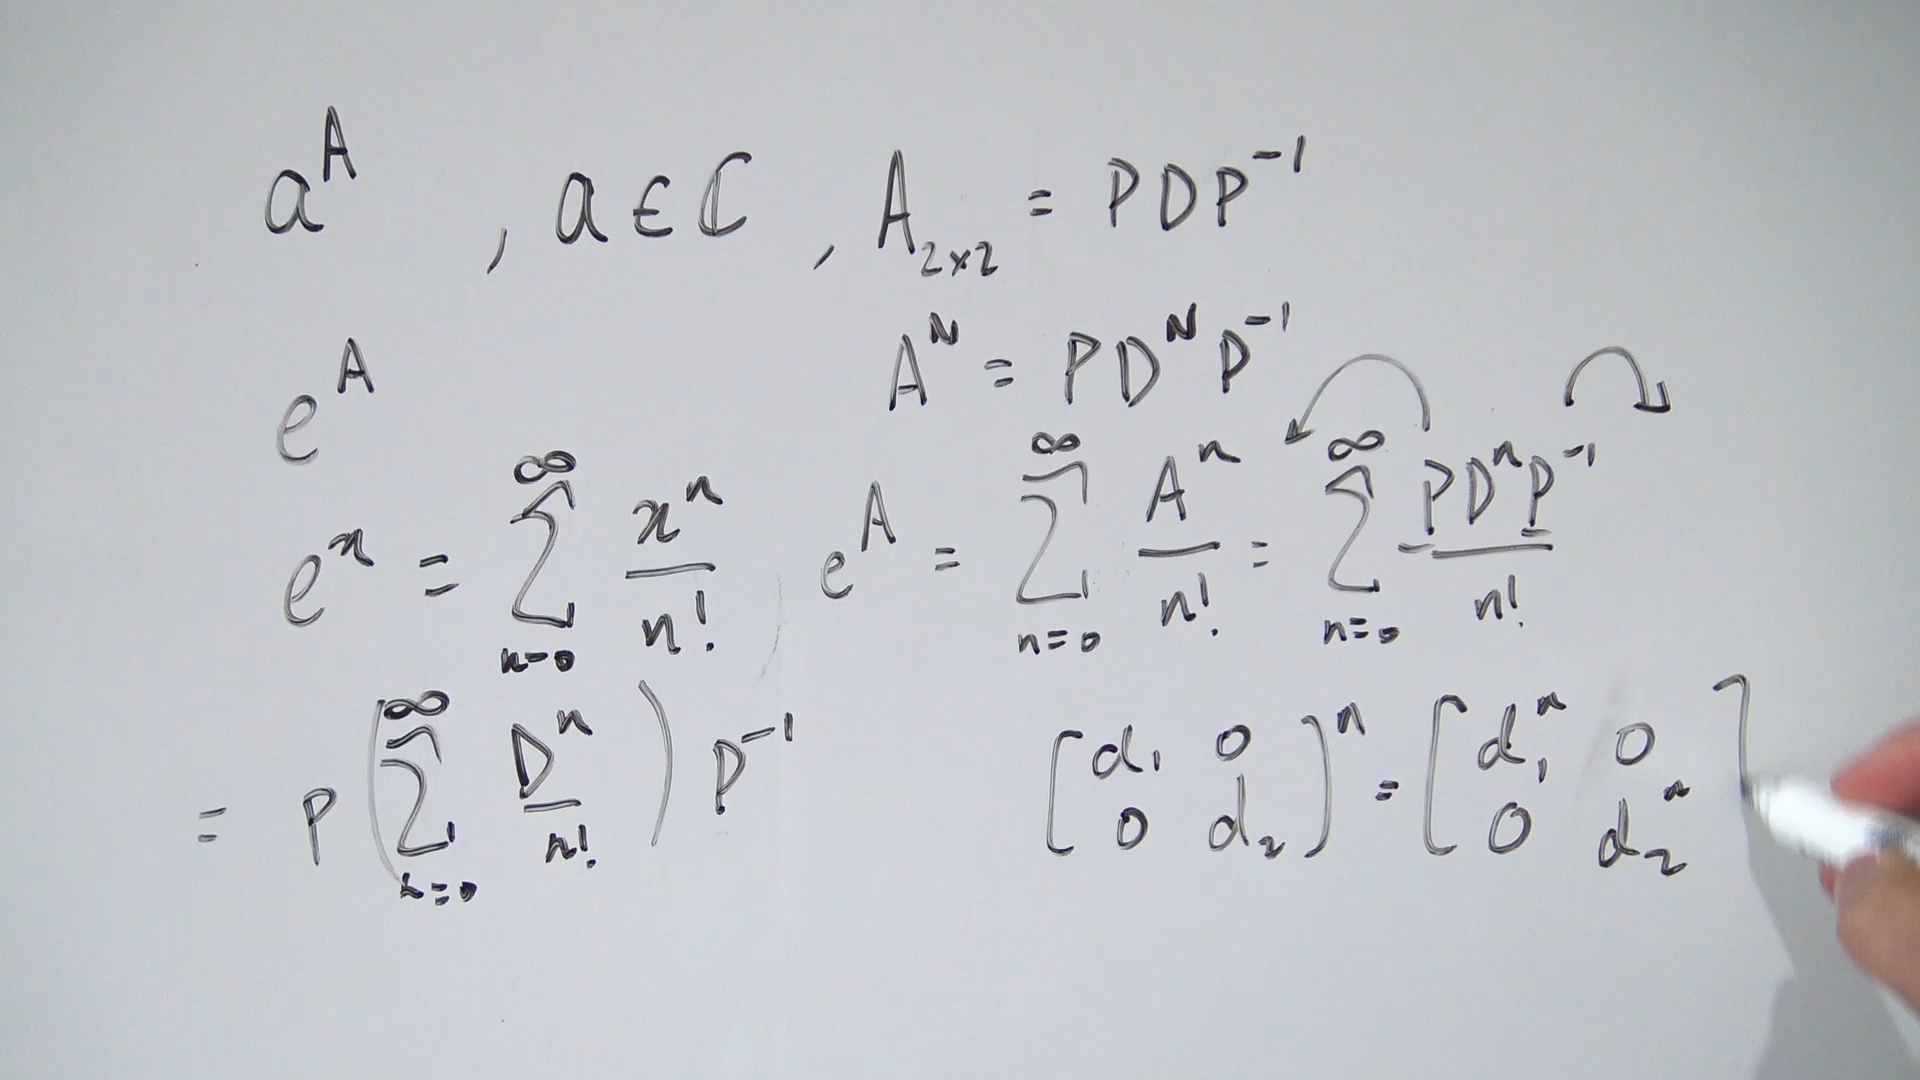 a^A , a ∈ ℂ , A_{2×2} = PDP^{-1}
e^A A^N = PD^N P^{-1}
e^x = ∑_{n=0}^{∞} x^n/n! e^A = ∑_{n=0}^{∞} A^n/n! = ∑_{n=0}^{∞} PD^nP^{-1}/n!
= P(∑_{n=0}^{∞} D^n/n!)P^{-1} [d_1 0; 0 d_2]^n = [d_1^n 0; 0 d_2^n]